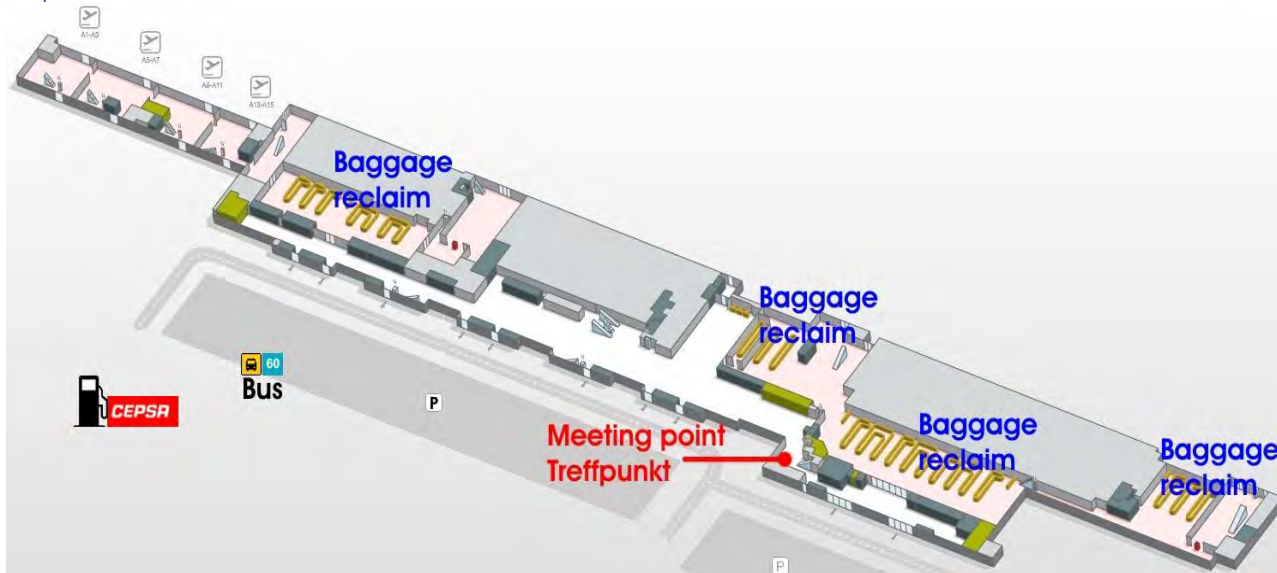 A1-A3
A5-A7
A9-A11
A13-A15
Baggage
reclaim
Baggage
reclaim
60
Bus
P
CEPSA
Meeting point
Treffpunkt
Baggage
reclaim
Baggage
reclaim
P